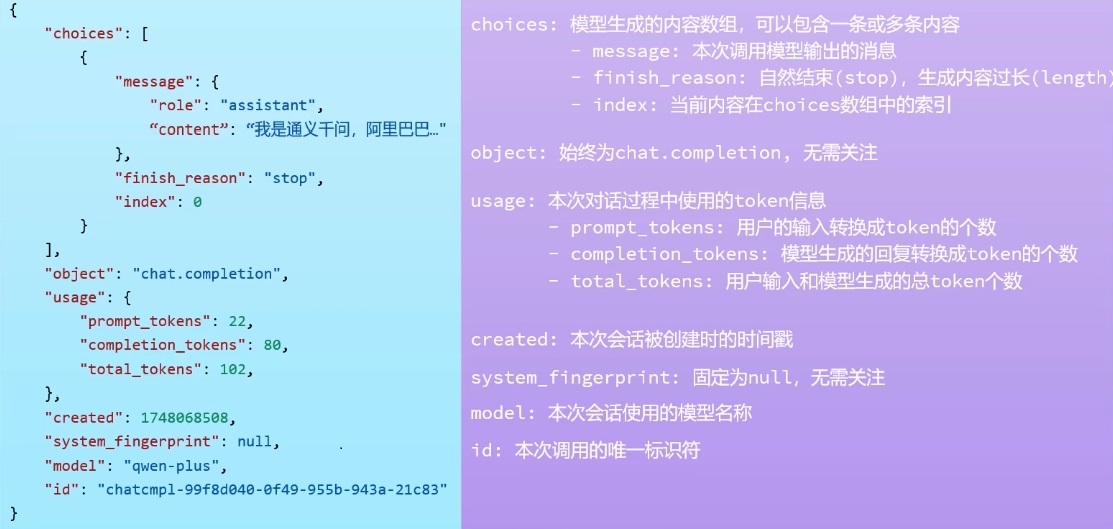 {
"choices": [
{
"message": {
"role": "assistant",
“content”: “我是通义千问，阿里巴巴…"
},
"finish_reason": "stop",
"index": 0
}
],
"object": "chat.completion",
"usage": {
"prompt_tokens": 22,
"completion_tokens": 80,
"total_tokens": 102,
},
"created": 1748068508,
"system_fingerprint": null,
"model": "qwen-plus",
"id": "chatcmpl-99f8d040-0f49-955b-943a-21c83"
}
choices: 模型生成的内容数组，可以包含一条或多条内容
- message: 本次调用模型输出的消息
- finish_reason: 自然结束(stop)，生成内容过长(length)
- index: 当前内容在choices数组中的索引
object: 始终为chat.completion, 无需关注
usage: 本次对话过程中使用的token信息
- prompt_tokens: 用户的输入转换成token的个数
- completion_tokens: 模型生成的回复转换成token的个数
- total_tokens: 用户输入和模型生成的总token个数
created: 本次会话被创建时的时间戳
system_fingerprint: 固定为null，无需关注
model: 本次会话使用的模型名称
id: 本次调用的唯一标识符